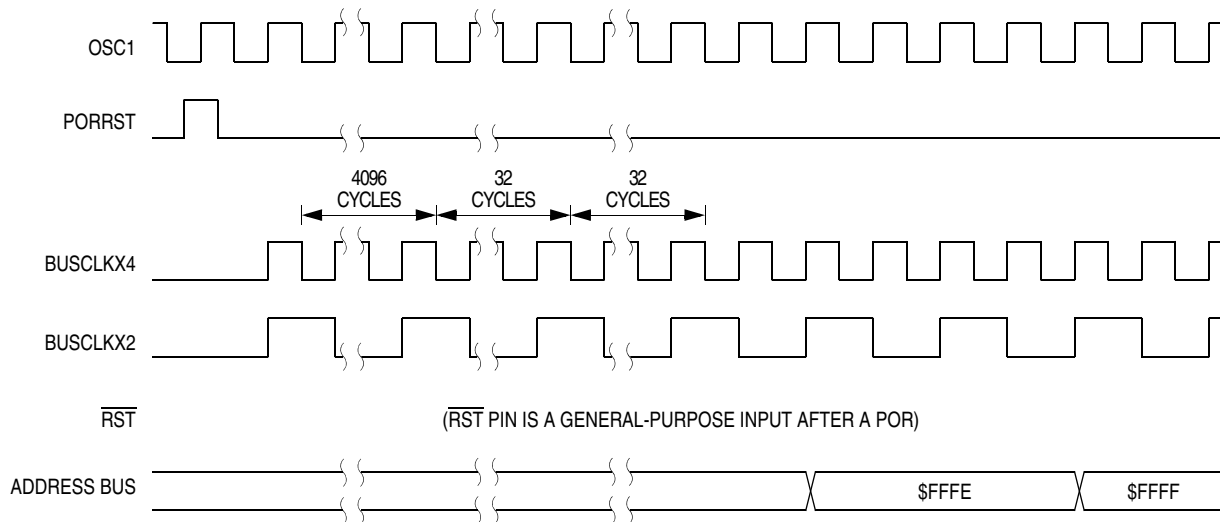 OSC1
PORRST
4096
CYCLES
32
CYCLES
32
CYCLES
BUSCLKX4
BUSCLKX2
RST
(RST PIN IS A GENERAL-PURPOSE INPUT AFTER A POR)
ADDRESS BUS
$FFFE
$FFFF